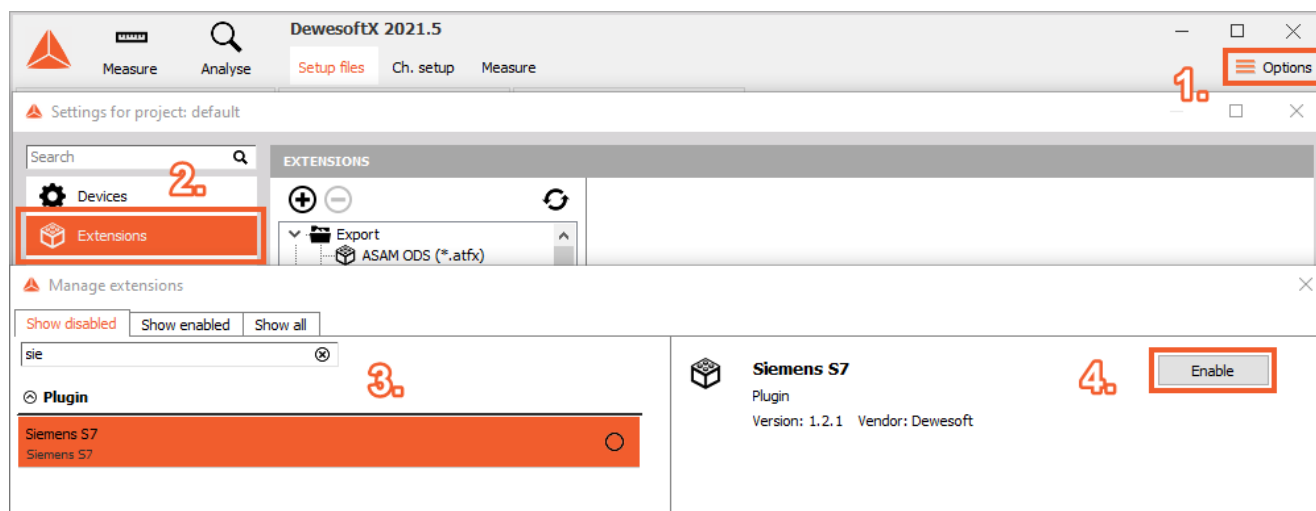 DewesoftX 2021.5
Measure
Analyse
Setup files
Ch. setup
Measure
1.
Options
Settings for project: default
Search
2.
EXTENSIONS
Devices
Extensions
Export
ASAM ODS (*.atfx)
Manage extensions
Show disabled
Show enabled
Show all
sie
3.
Plugin
Siemens S7
Siemens S7
Siemens S7
4.
Enable
Plugin
Version: 1.2.1 Vendor: Dewesoft